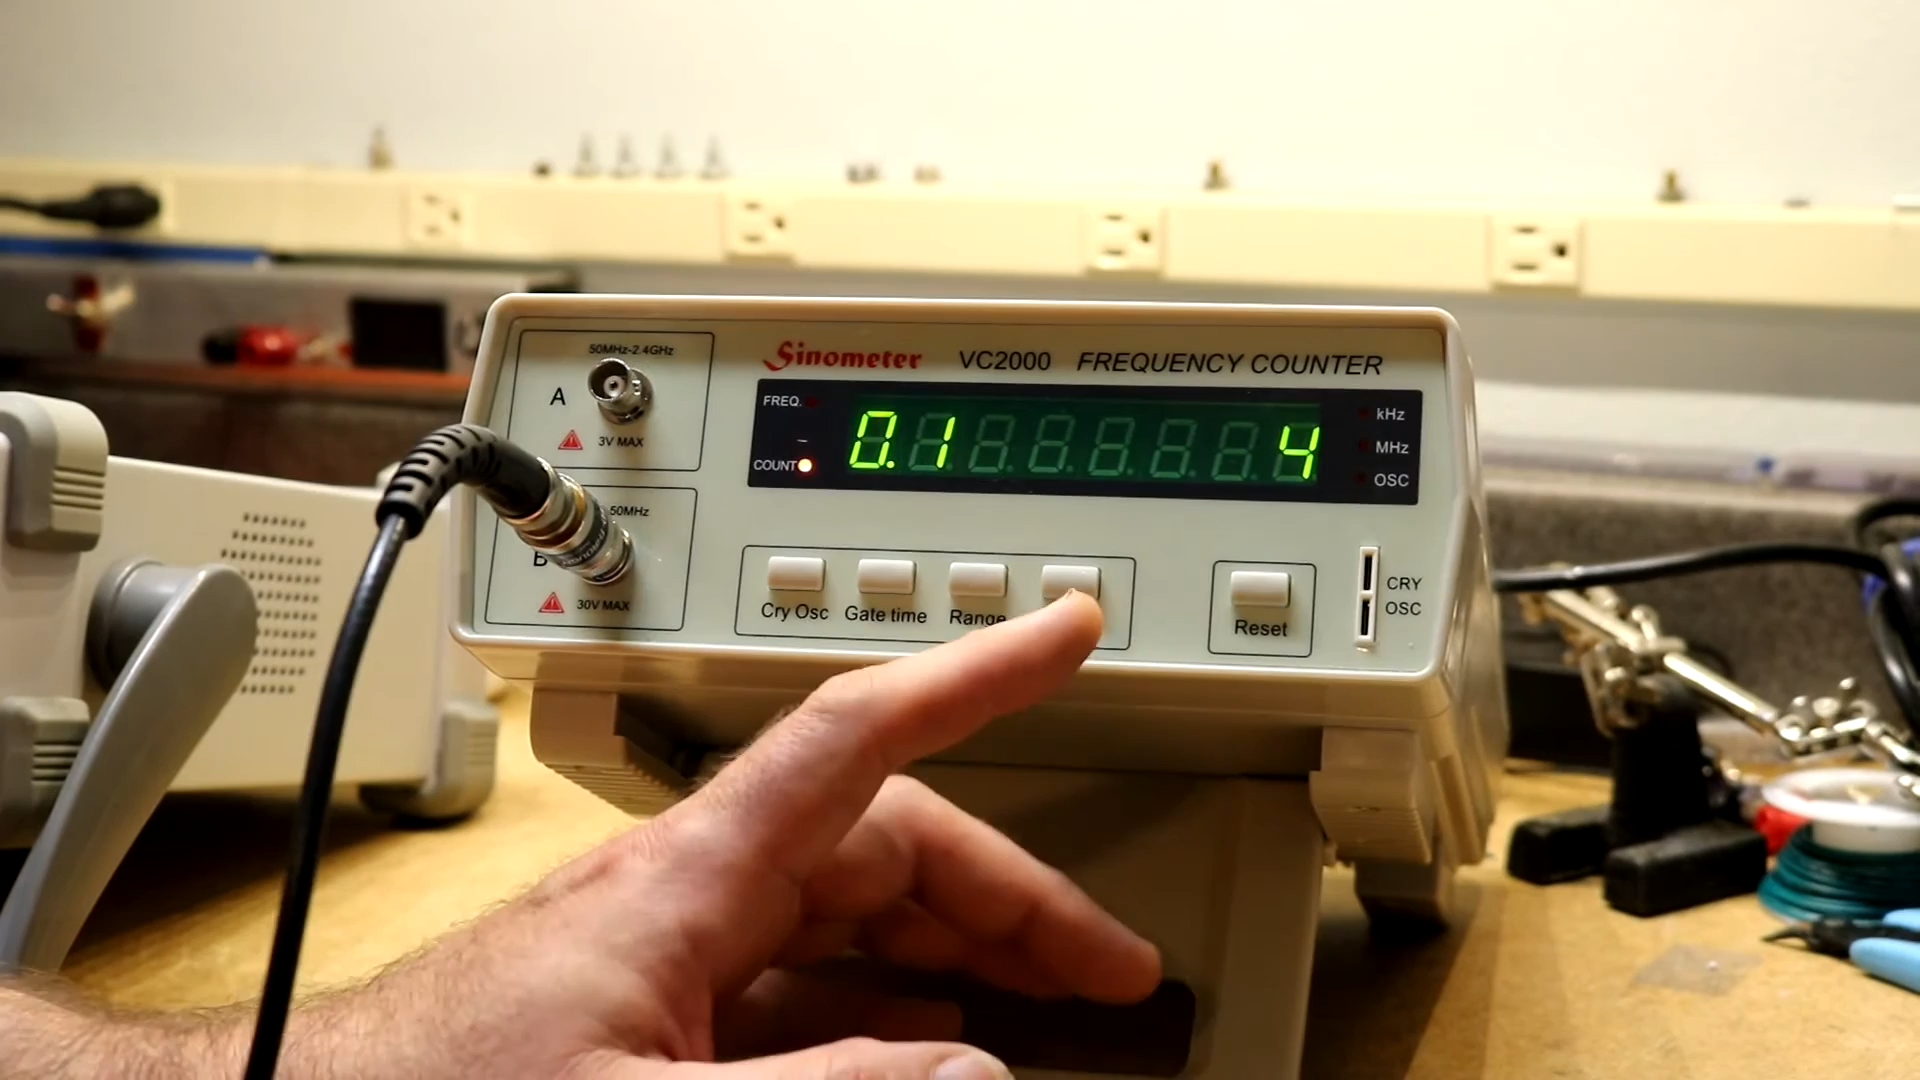 50MHz-2.4GHz
A
3V MAX
Sinometer VC2000 FREQUENCY COUNTER
FREQ.
COUNT
0.1 4
kHz
MHz
OSC
50MHz
B
30V MAX
Cry Osc Gate time Range
Reset
CRY
OSC